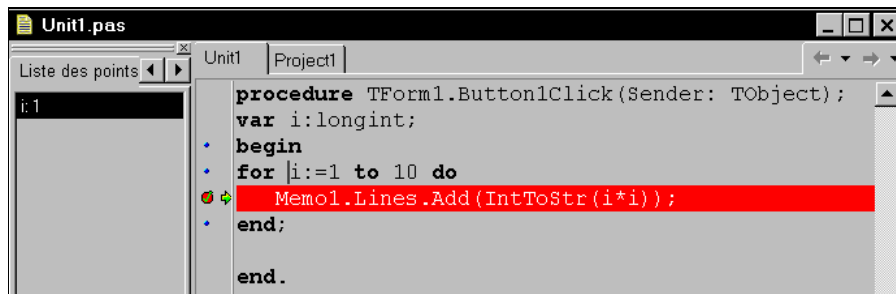 Unit1.pas
Liste des points
i: 1
Unit1
Project1
procedure TForm1.Button1Click(Sender: TObject);
var i:longint;
begin
for i:=1 to 10 do
Memo1.Lines.Add(IntToStr(i*i));
end;
end.